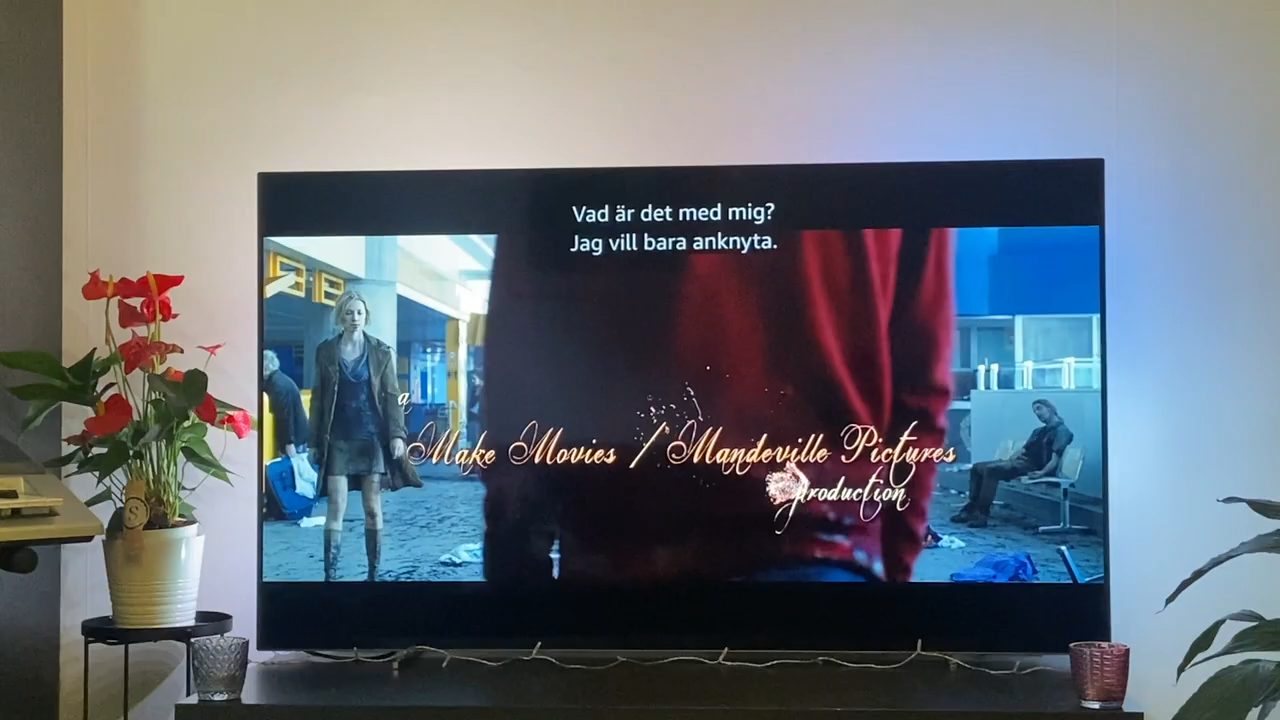 Vad är det med mig?
Jag vill bara anknyta.
a
Make Movies / Mandeville Pictures
production
S